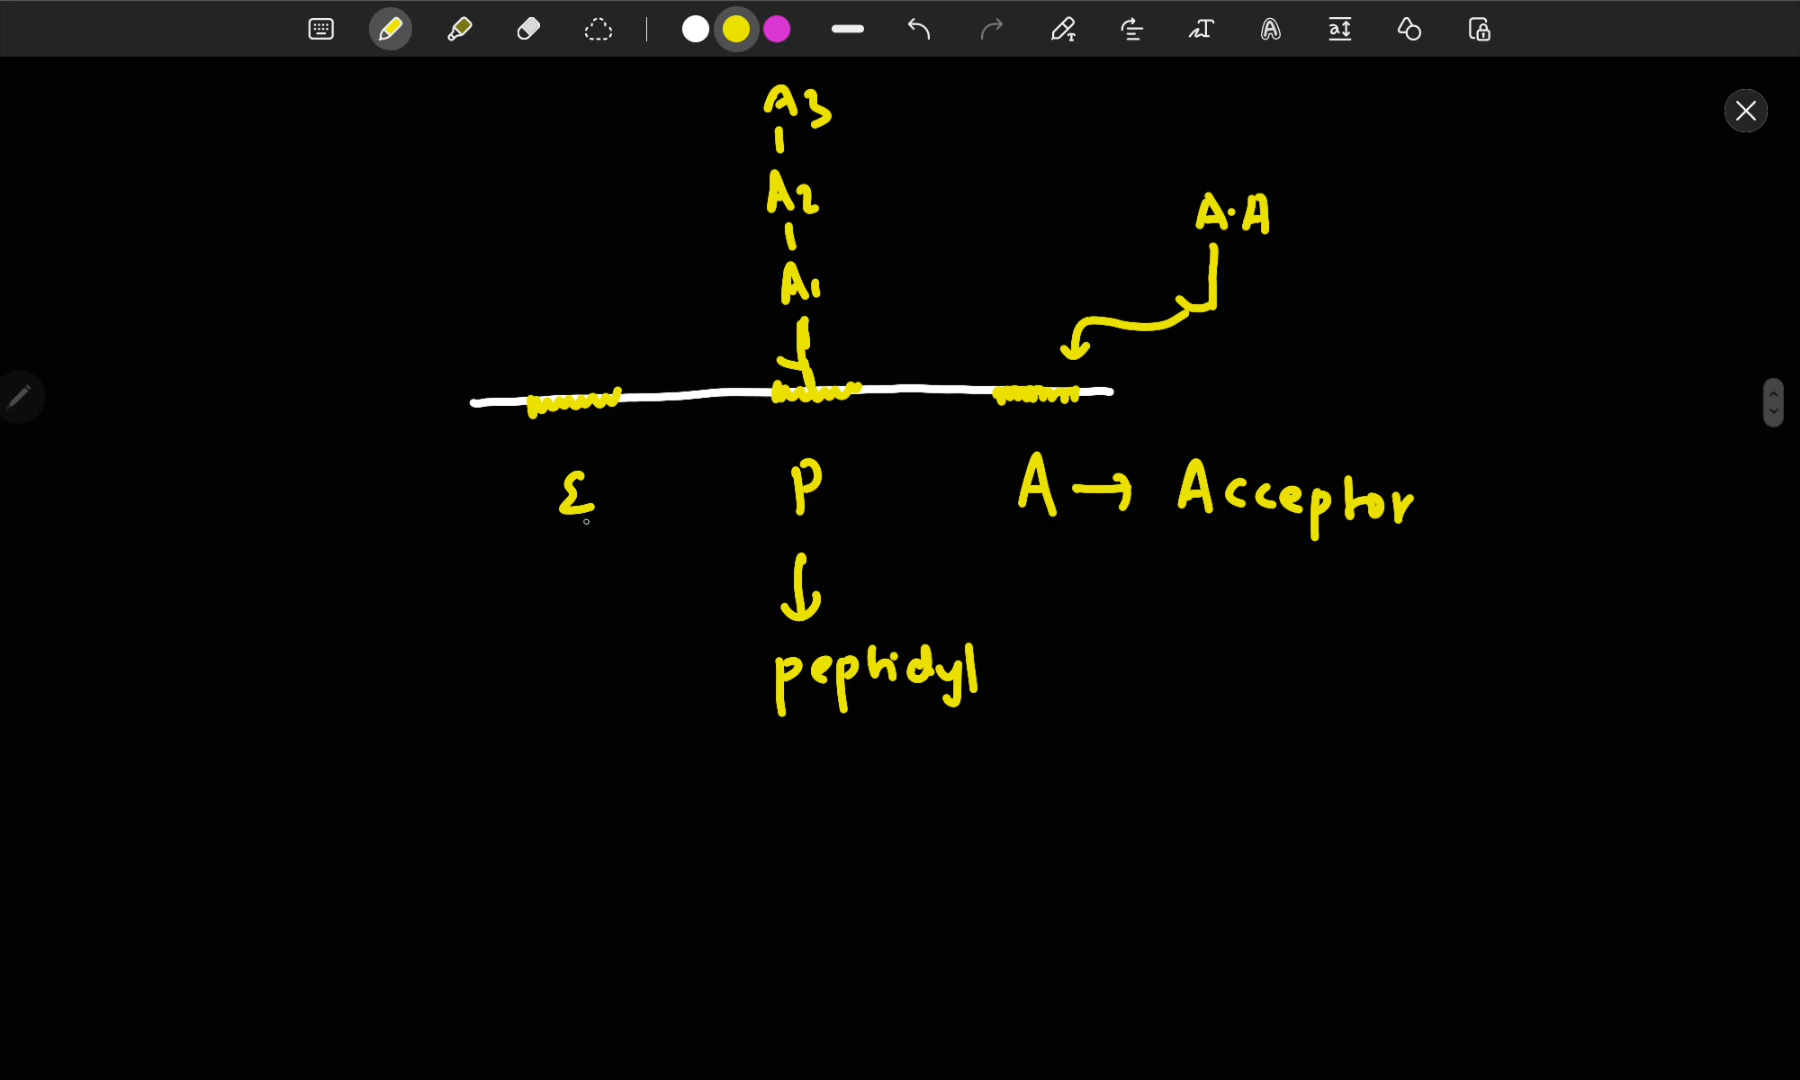 A3
A2
A·A
A1
E P A → Acceptor
peptidyl